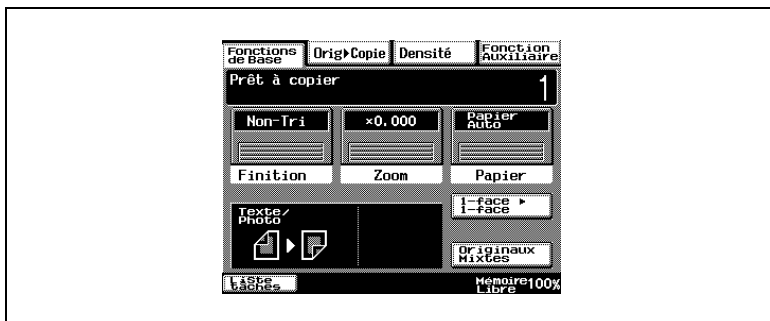 Fonctions
de Base
Orig▸Copie
Densité
Fonction
Auxiliaire
Prêt à copier
1
Non-Tri
×0.000
Papier
Auto
Finition
Zoom
Papier
Texte/
Photo
1-face ▸
1-face
Originaux
Mixtes
Liste
tâches
Mémoire
Libre
100%